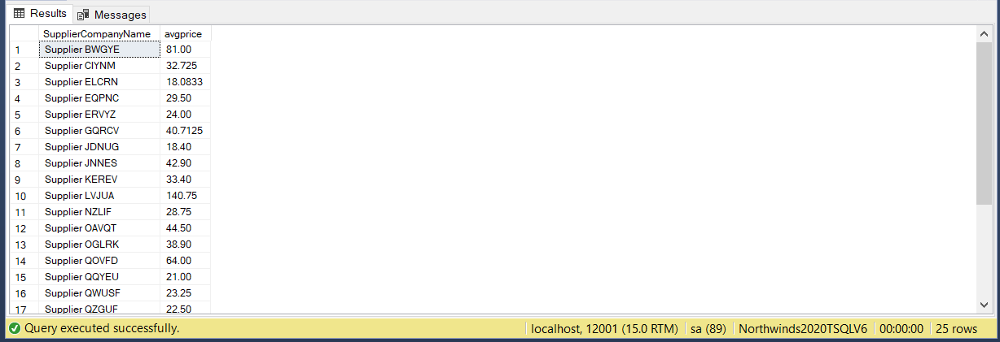 Results Messages
SupplierCompanyName avgprice
1 Supplier BWGYE 81.00
2 Supplier CIYNM 32.725
3 Supplier ELCRN 18.0833
4 Supplier EQPNC 29.50
5 Supplier ERVYZ 24.00
6 Supplier GQRCV 40.7125
7 Supplier JDNUG 18.40
8 Supplier JNNES 42.90
9 Supplier KEREV 33.40
10 Supplier LVJUA 140.75
11 Supplier NZLIF 28.75
12 Supplier OAVQT 44.50
13 Supplier OGLRK 38.90
14 Supplier QOVFD 64.00
15 Supplier QQYEU 21.00
16 Supplier QWUSF 23.25
17 Supplier QZGUF 22.50
Query executed successfully. localhost, 12001 (15.0 RTM) sa (89) Northwinds2020TSQLV6 00:00:00 25 rows